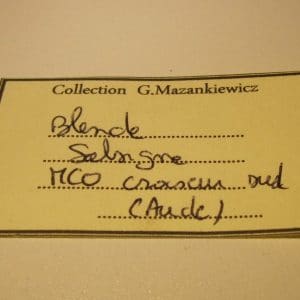 Collection G.Mazankiewicz
Blende
Salsigne
MCO sud
(Aude)